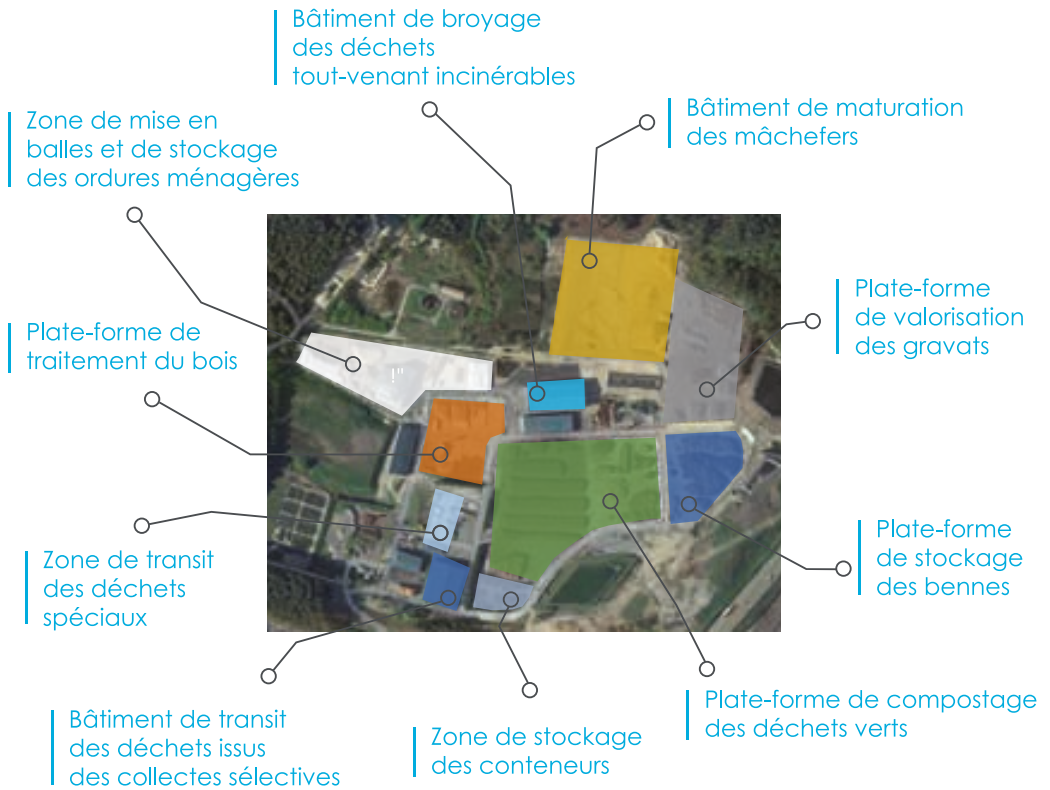 Bâtiment de broyage
des déchets
tout-venant incinérables
Bâtiment de maturation
des mâchefers
Zone de mise en
balles et de stockage
des ordures ménagères
Plate-forme
de valorisation
des gravats
Plate-forme de
traitement du bois
!"
Plate-forme
de stockage
des bennes
Zone de transit
des déchets
spéciaux
Plate-forme de compostage
des déchets verts
Bâtiment de transit
des déchets issus
des collectes sélectives
Zone de stockage
des conteneurs